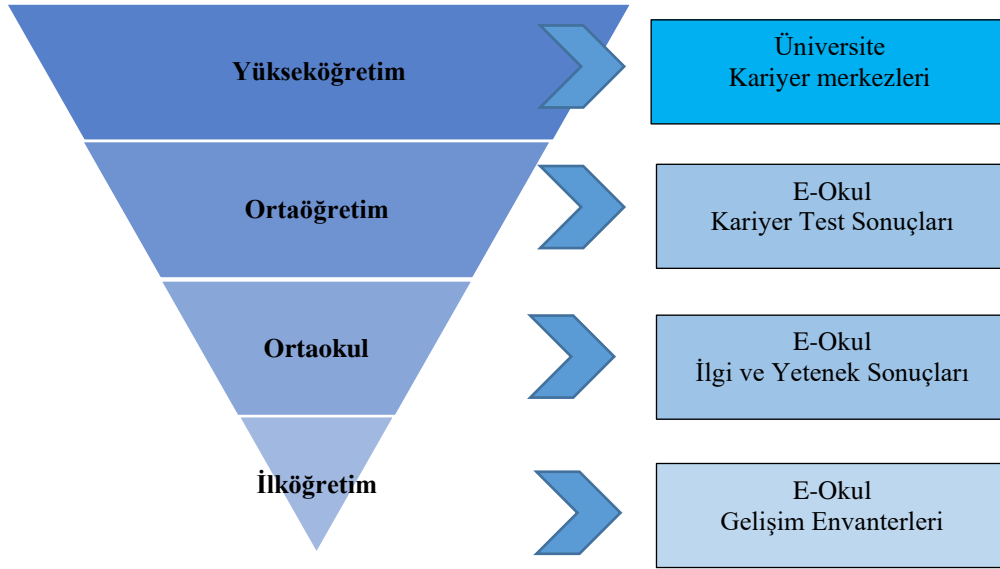 Yükseköğretim
Üniversite
Kariyer merkezleri
Ortaöğretim
E-Okul
Kariyer Test Sonuçları
Ortaokul
E-Okul
İlgi ve Yetenek Sonuçları
İlköğretim
E-Okul
Gelişim Envanterleri